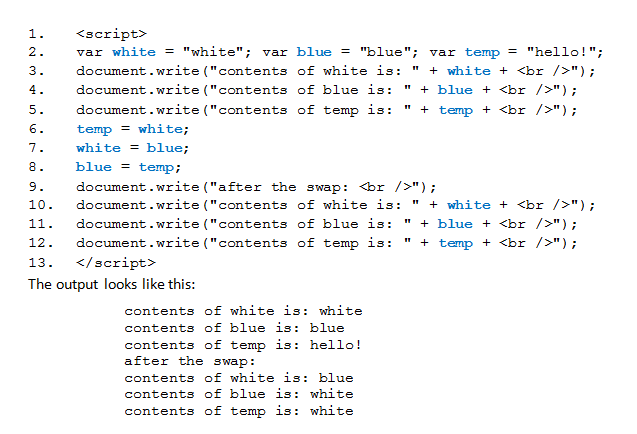 1. <script>
2. var white = "white"; var blue = "blue"; var temp = "hello!";
3. document.write("contents of white is: " + white + <br />");
4. document.write("contents of blue is: " + blue + <br />");
5. document.write("contents of temp is: " + temp + <br />");
6. temp = white;
7. white = blue;
8. blue = temp;
9. document.write("after the swap: <br />");
10. document.write("contents of white is: " + white + <br />");
11. document.write("contents of blue is: " + blue + <br />");
12. document.write("contents of temp is: " + temp + <br />");
13. </script>
The output looks like this:
contents of white is: white
contents of blue is: blue
contents of temp is: hello!
after the swap:
contents of white is: blue
contents of blue is: white
contents of temp is: white